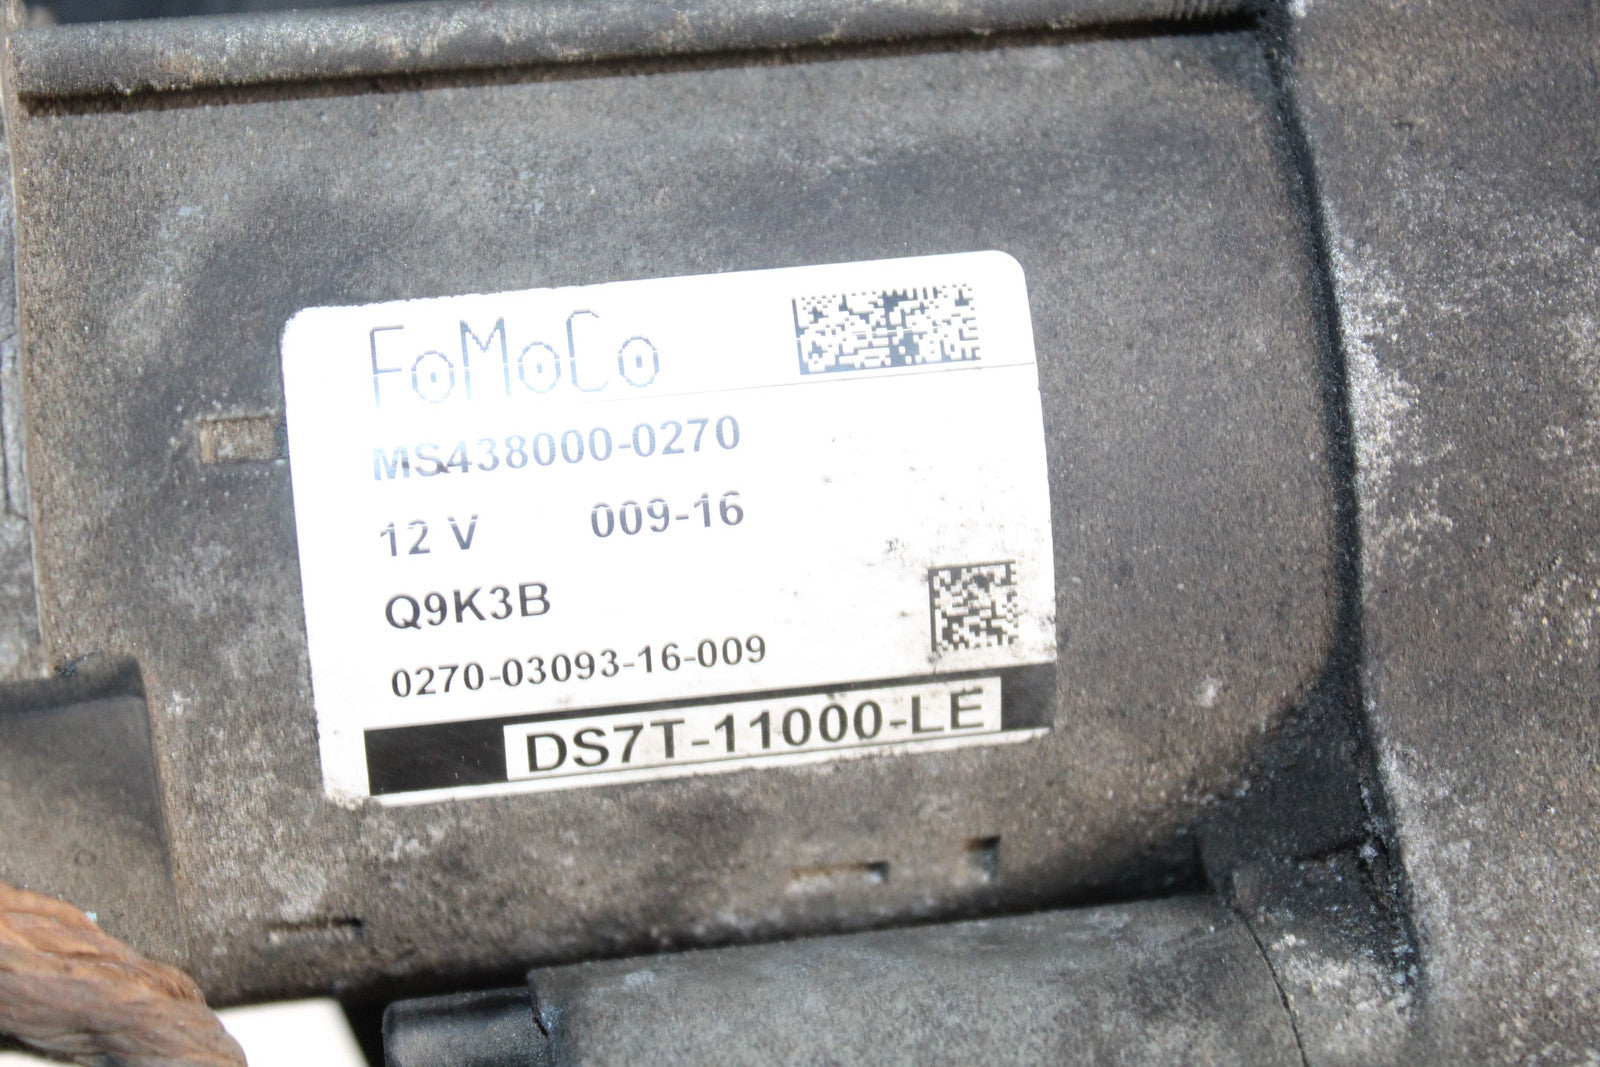 FoMoCo
MS438000-0270
12 V 009-16
Q9K3B
0270-03093-16-009
DS7T-11000-LE